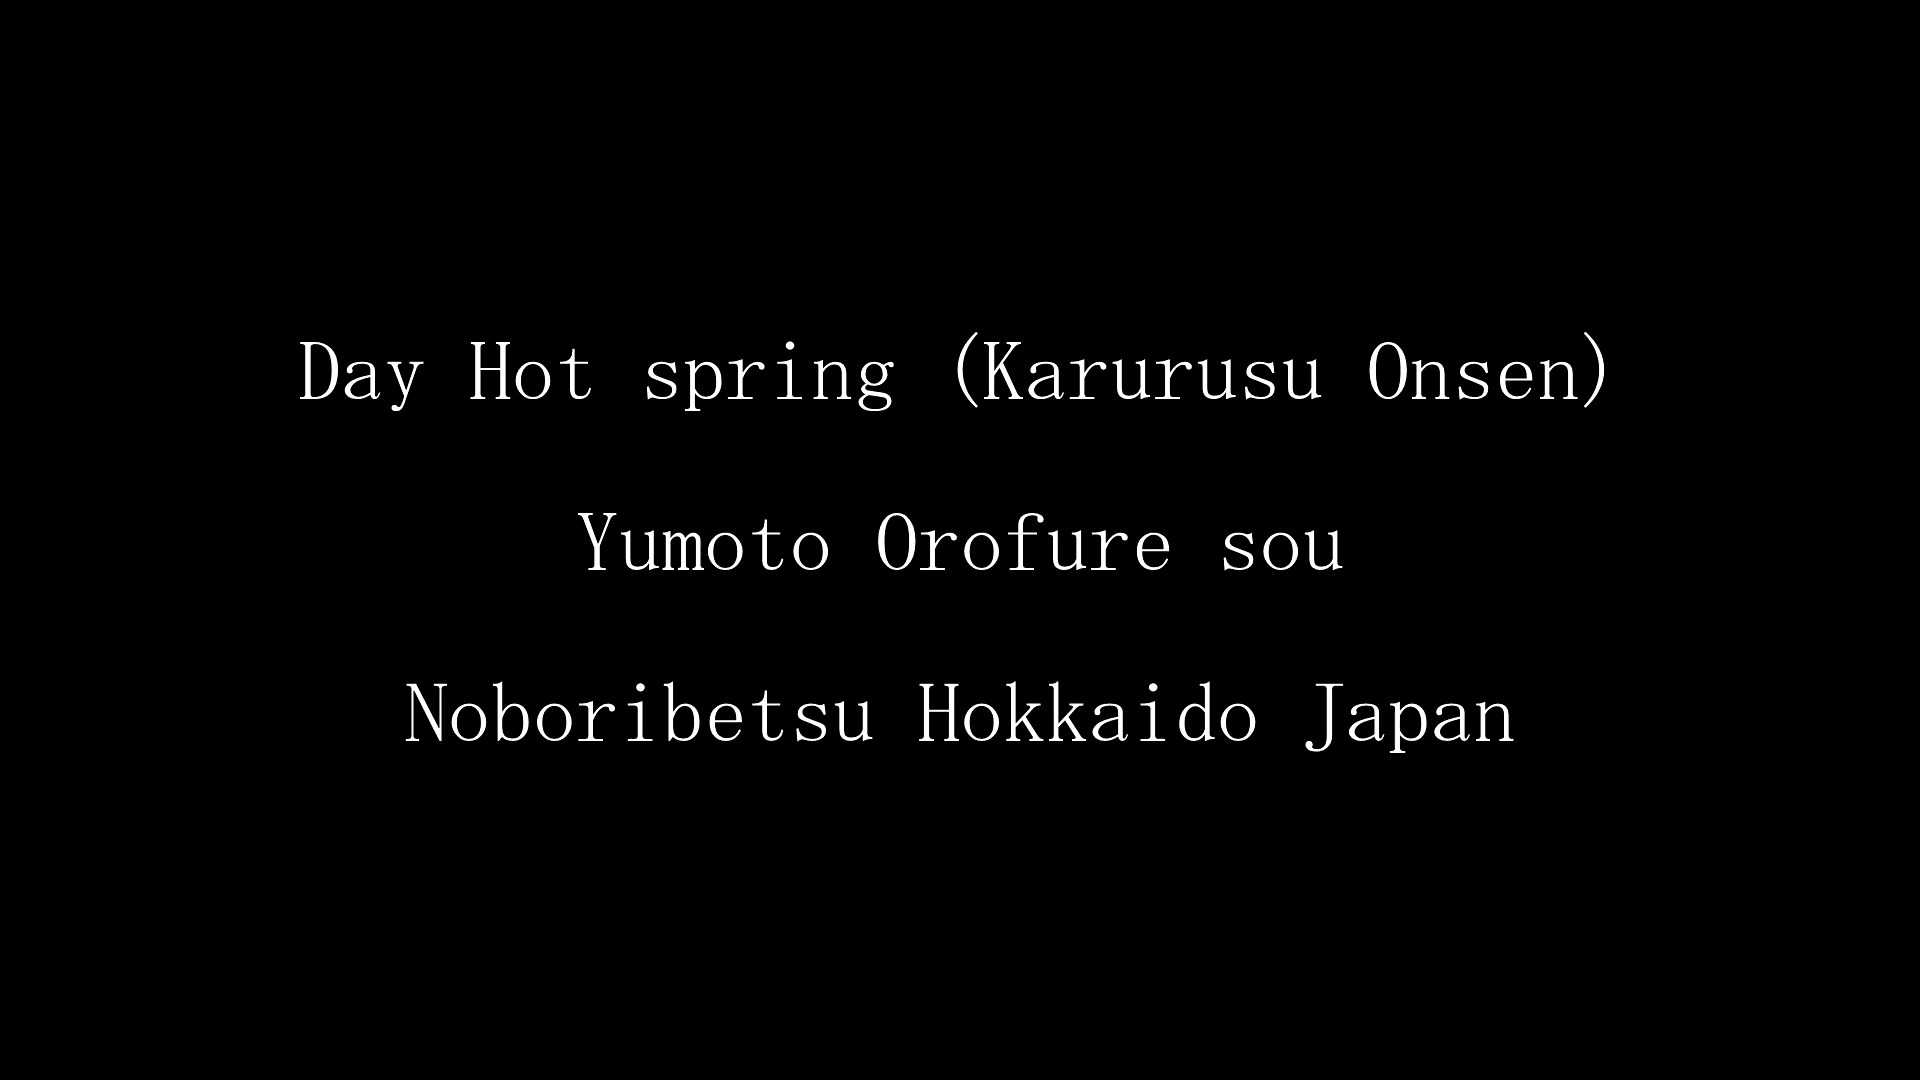 Day Hot spring (Karurusu Onsen)
Yumoto Orofure sou
Noboribetsu Hokkaido Japan